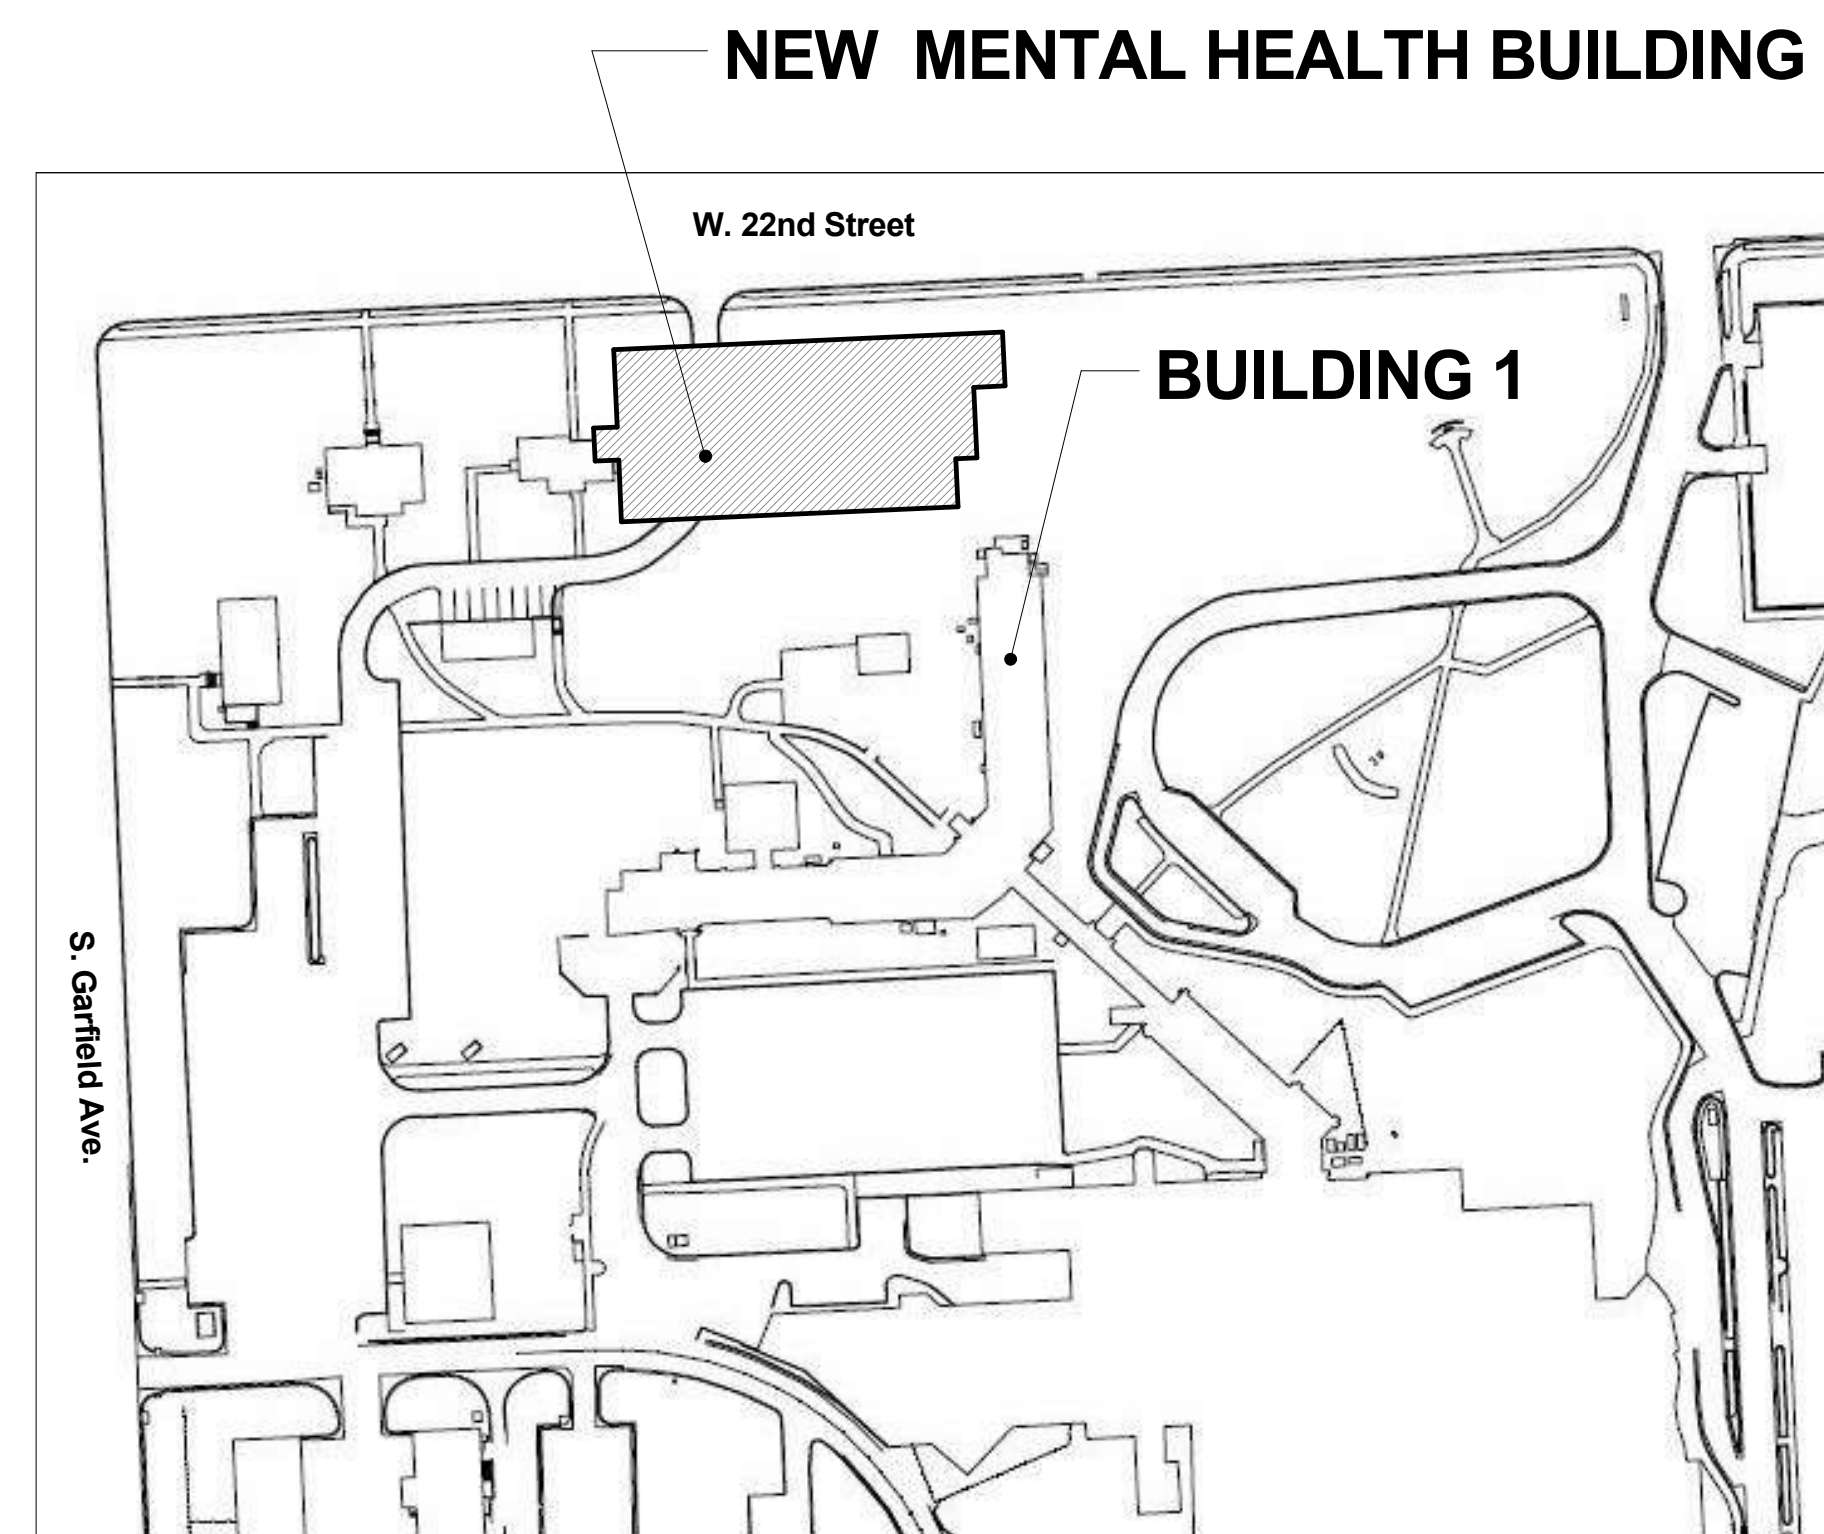 NEW MENTAL HEALTH BUILDING
W. 22nd Street
BUILDING 1
S. Garfield Ave.